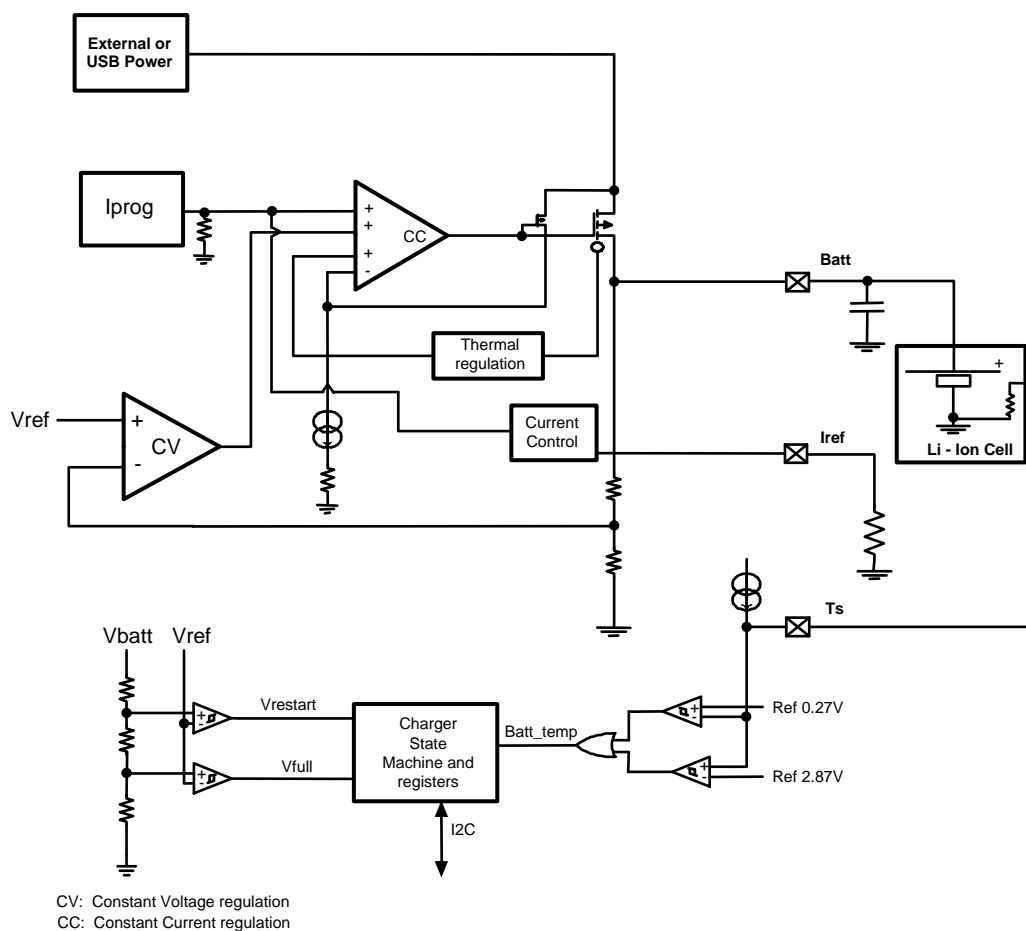 External or
USB Power
Iprog
+
+
+
-
CC
Batt
Thermal
regulation
+
Li - Ion Cell
Vref
+
-
CV
Current
Control
Iref
Ts
Vbatt
Vref
+
-
Vrestart
+
-
Vfull
Charger
State
Machine and
registers
Batt_temp
+
-
Ref 0.27V
+
-
Ref 2.87V
I2C
CV: Constant Voltage regulation
CC: Constant Current regulation